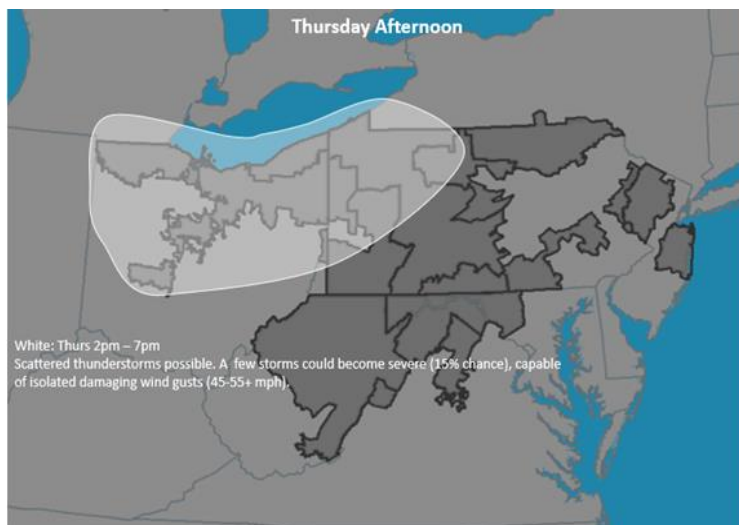 Thursday Afternoon
White: Thurs 2pm – 7pm
Scattered thunderstorms possible. A few storms could become severe (15% chance), capable
of isolated damaging wind gusts (45-55+ mph).